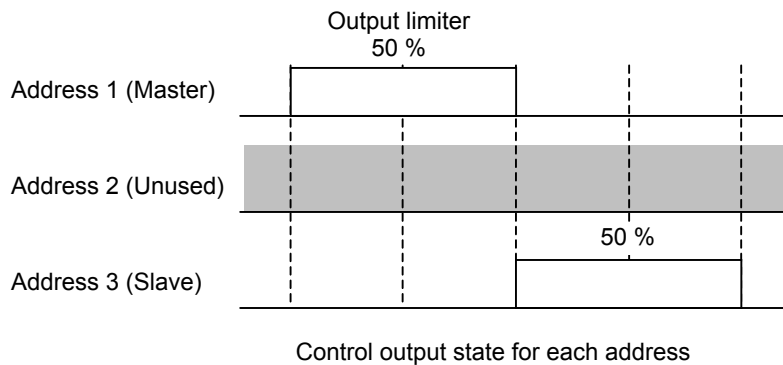 Output limiter
50 %
Address 1 (Master)
Address 2 (Unused)
50 %
Address 3 (Slave)
Control output state for each address